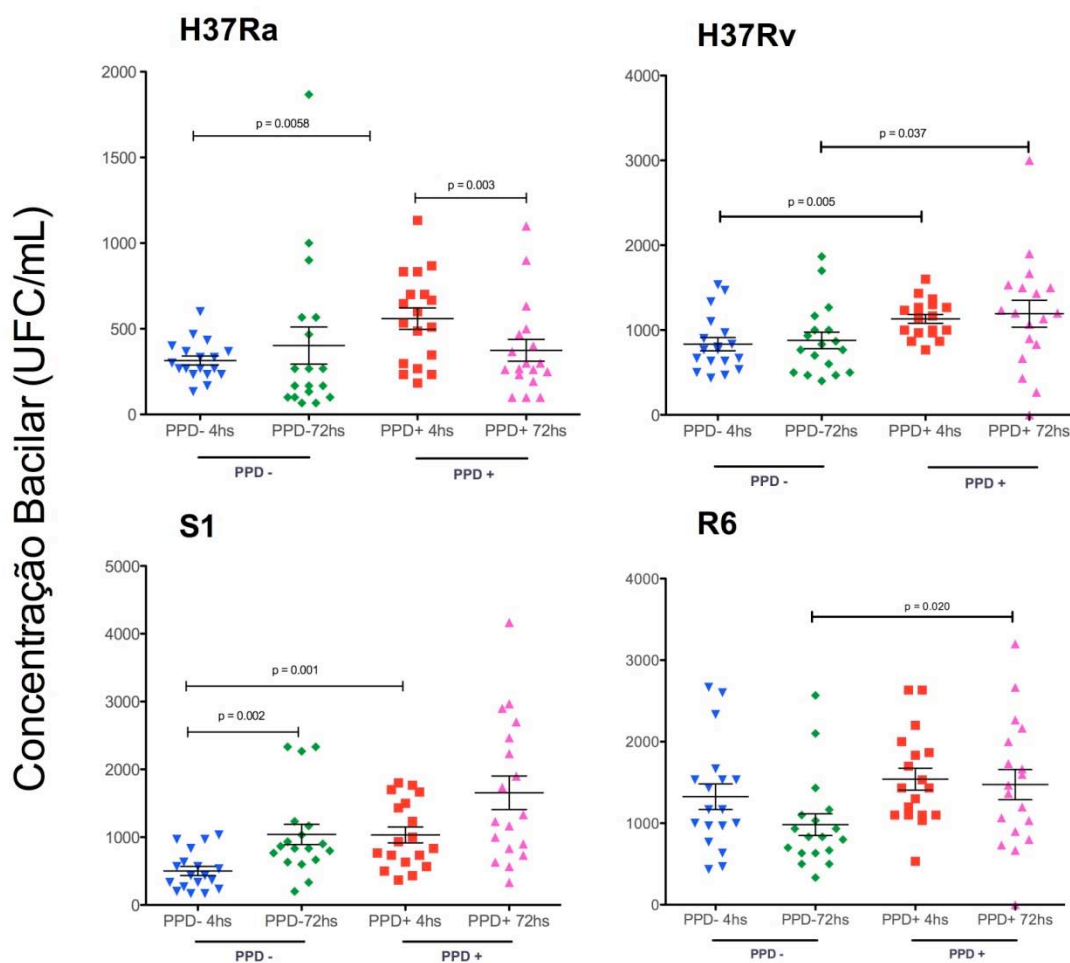 Concentração Bacilar (UFC/mL)
H37Ra
2000
1500
1000
500
0
p = 0.0058
p = 0.003
PPD- 4hs PPD-72hs PPD+ 4hs PPD+ 72hs
PPD - PPD +
H37Rv
4000
3000
2000
1000
0
p = 0.037
p = 0.005
PPD- 4hs PPD-72hs PPD+ 4hs PPD+ 72hs
PPD - PPD +
S1
5000
4000
3000
2000
1000
0
p = 0.001
p = 0.002
PPD- 4hs PPD-72hs PPD+ 4hs PPD+ 72hs
PPD - PPD +
R6
4000
3000
2000
1000
0
p = 0.020
PPD- 4hs PPD-72hs PPD+ 4hs PPD+ 72hs
PPD - PPD +